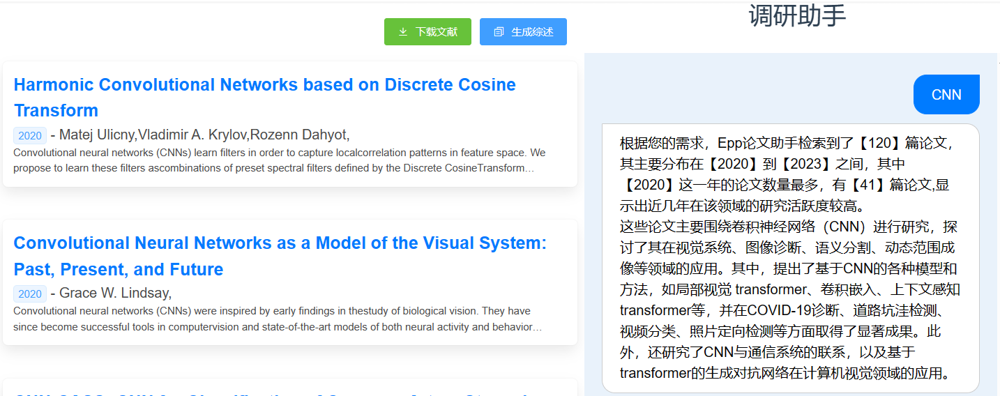 调研助手
下载文献
生成综述
Harmonic Convolutional Networks based on Discrete Cosine
Transform
2020 - Matej Ulicny,Vladimir A. Krylov,Rozenn Dahyot,
Convolutional neural networks (CNNs) learn filters in order to capture localcorrelation patterns in feature space. We
propose to learn these filters ascombinations of preset spectral filters defined by the Discrete CosineTransform…
Convolutional Neural Networks as a Model of the Visual System:
Past, Present, and Future
2020 - Grace W. Lindsay,
Convolutional neural networks (CNNs) were inspired by early findings in thestudy of biological vision. They have
since become successful tools in computervision and state-of-the-art models of both neural activity and behavior…
CNN
根据您的需求，Epp论文助手检索到了【120】篇论文，
其主要分布在【2020】到【2023】之间，其中
【2020】这一年的论文数量最多，有【41】篇论文,显
示出近几年在该领域的研究活跃度较高。
这些论文主要围绕卷积神经网络（CNN）进行研究，探
讨了其在视觉系统、图像诊断、语义分割、动态范围成
像等领域的应用。其中，提出了基于CNN的各种模型和
方法，如局部视觉 transformer、卷积嵌入、上下文感知
transformer等，并在COVID-19诊断、道路坑洼检测、
视频分类、照片定向检测等方面取得了显著成果。此
外，还研究了CNN与通信系统的联系，以及基于
transformer的生成对抗网络在计算机视觉领域的应用。